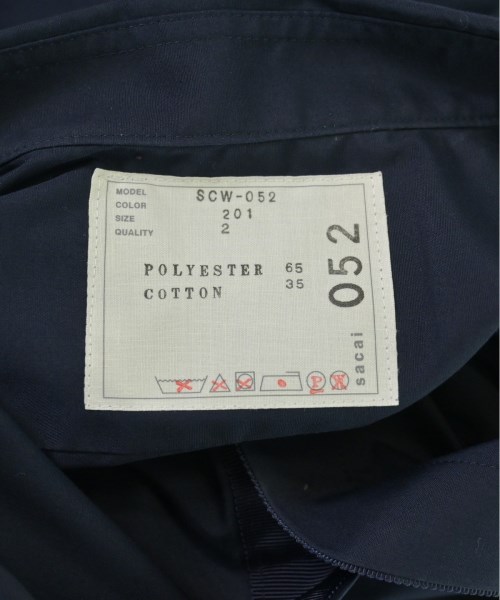 MODEL SCW-052
COLOR 201
SIZE 2
QUALITY
POLYESTER 65
COTTON 35
052
sacai
P W